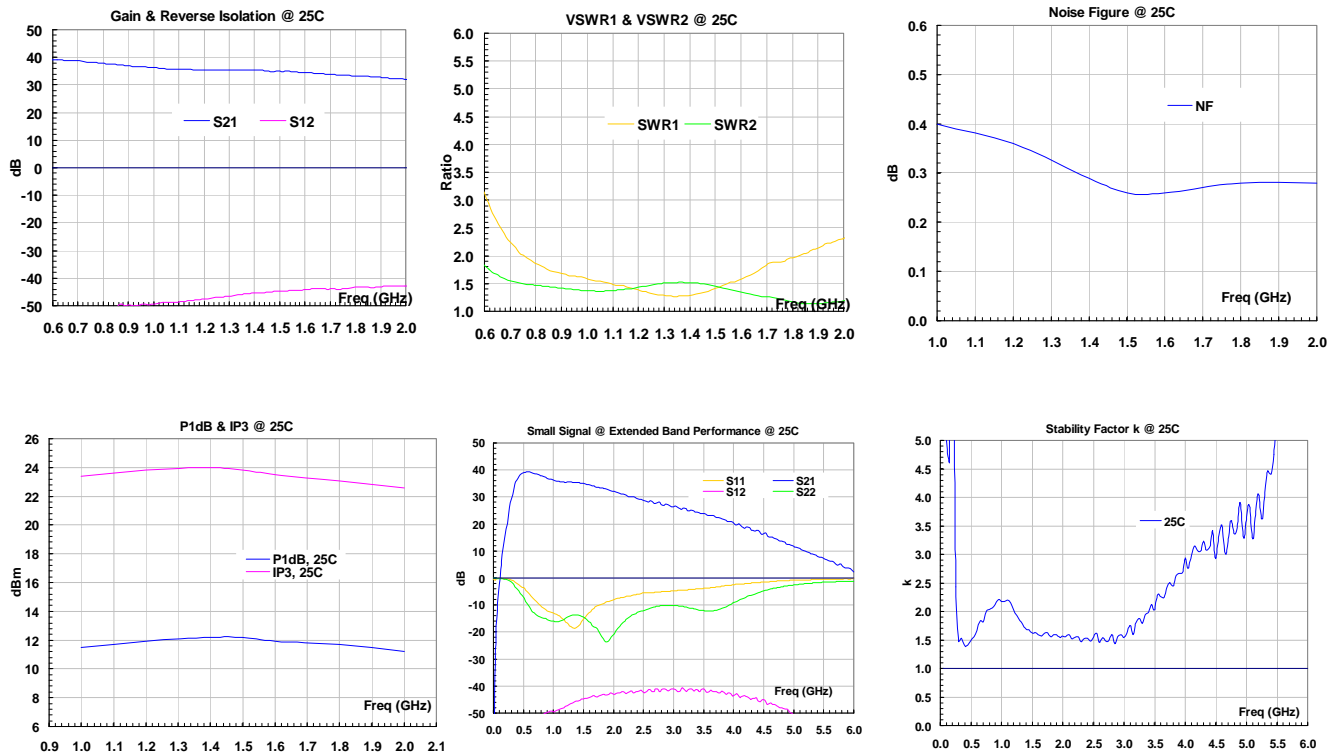 Gain & Reverse Isolation @ 25C
50
40
30
20
10
0
-10
-20
-30
-40
-50
dB
S21 S12
Freq (GHz)
0.6 0.7 0.8 0.9 1.0 1.1 1.2 1.3 1.4 1.5 1.6 1.7 1.8 1.9 2.0
VSWR1 & VSWR2 @ 25C
6.0
5.5
5.0
4.5
4.0
3.5
3.0
2.5
2.0
1.5
1.0
Ratio
SWR1 SWR2
Freq (GHz)
0.6 0.7 0.8 0.9 1.0 1.1 1.2 1.3 1.4 1.5 1.6 1.7 1.8 1.9 2.0
Noise Figure @ 25C
0.6
0.5
0.4
0.3
0.2
0.1
0.0
dB
NF
Freq (GHz)
1.0 1.1 1.2 1.3 1.4 1.5 1.6 1.7 1.8 1.9 2.0
P1dB & IP3 @ 25C
26
24
22
20
18
16
14
12
10
8
6
dBm
P1dB, 25C
IP3, 25C
Freq (GHz)
0.9 1.0 1.1 1.2 1.3 1.4 1.5 1.6 1.7 1.8 1.9 2.0 2.1
Small Signal @ Extended Band Performance @ 25C
50
40
30
20
10
0
-10
-20
-30
-40
-50
dB
S11 S21
S12 S22
Freq (GHz)
0.0 0.5 1.0 1.5 2.0 2.5 3.0 3.5 4.0 4.5 5.0 5.5 6.0
Stability Factor k @ 25C
5.0
4.5
4.0
3.5
3.0
2.5
2.0
1.5
1.0
0.5
0.0
k
25C
Freq (GHz)
0.0 0.5 1.0 1.5 2.0 2.5 3.0 3.5 4.0 4.5 5.0 5.5 6.0